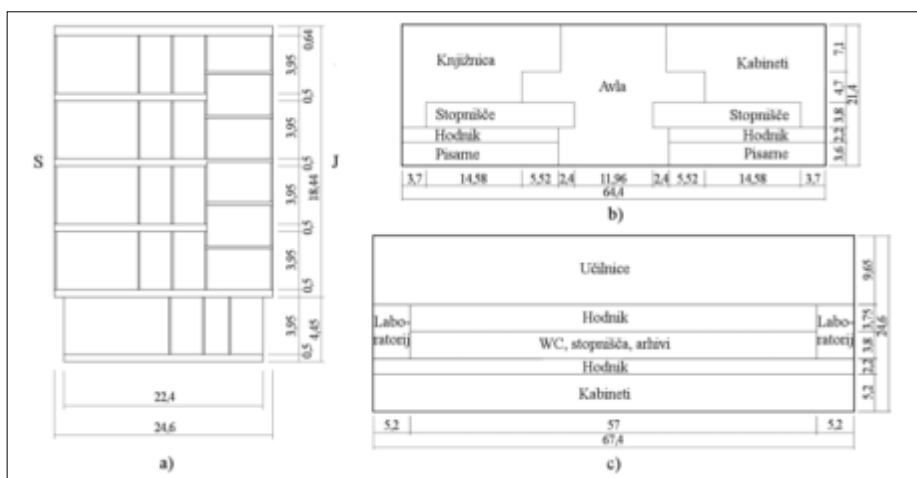 S
J
0,64
3,95
0,5
3,95
0,5
3,95
0,5
3,95
0,5
18,44
3,95
0,5
4,45
22,4
24,6
a)
Knjižnica
Avla
Kabineti
Stopnišče
Stopnišče
Hodnik
Hodnik
Pisarne
Pisarne
7,1
4,7
3,8
2,2
3,6
21,4
3,7 14,58 5,52 2,4 11,96 2,4 5,52 14,58 3,7
64,4
b)
Učilnice
Labo-
ratorij
Hodnik
WC, stopnišča, arhivi
Labo-
ratorij
Hodnik
Kabineti
9,65
3,75
3,8
2,2
5,2
24,6
5,2 57 5,2
67,4
c)